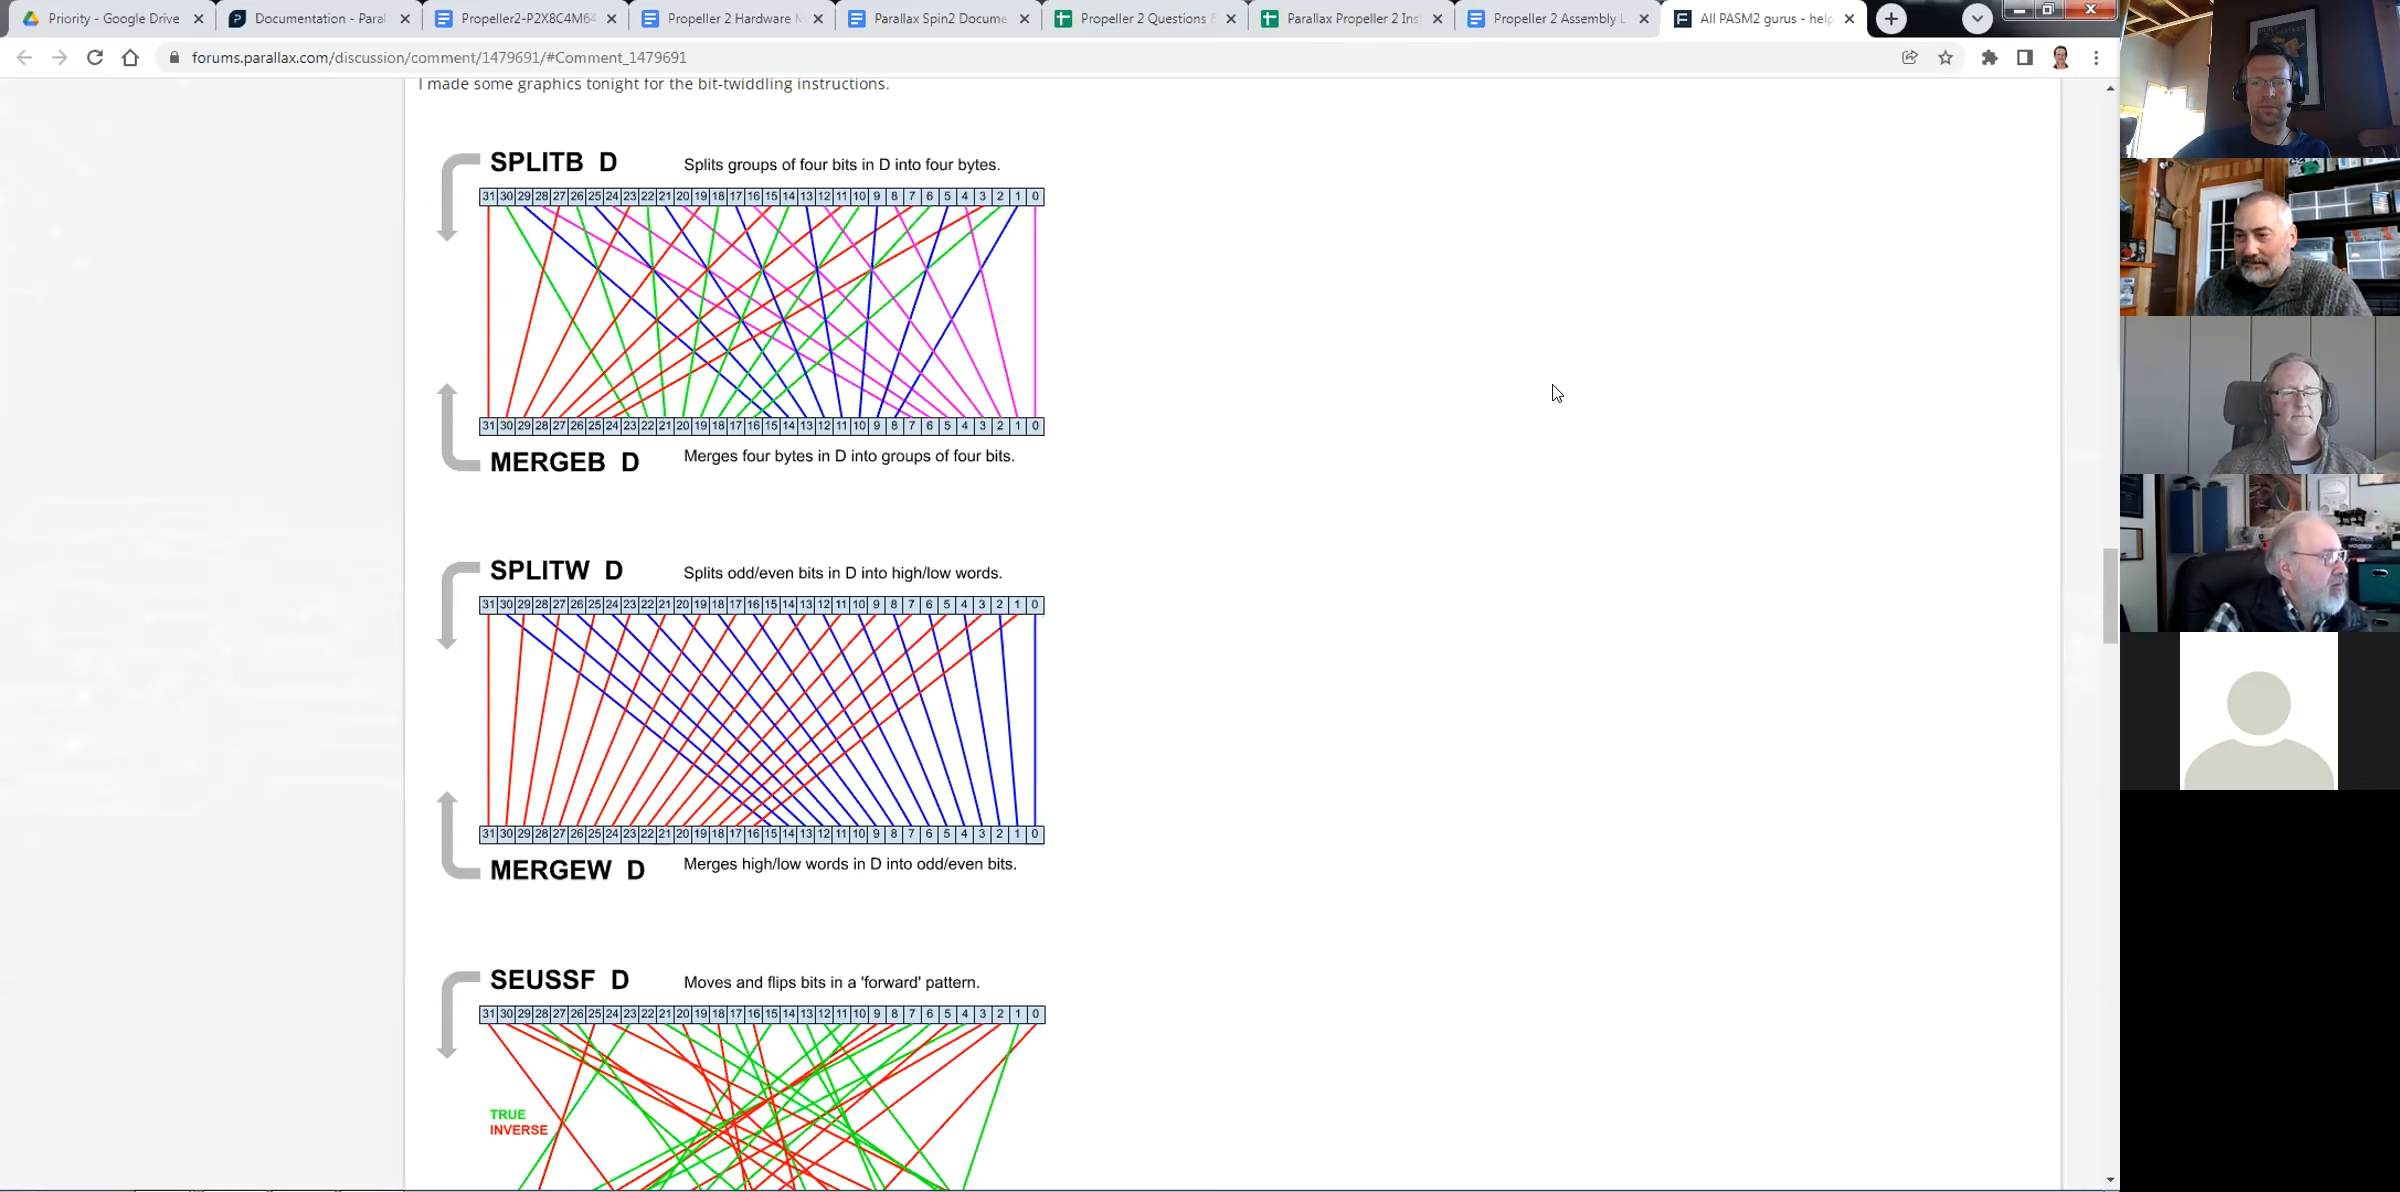 Priority - Google Drive
Documentation - Paral
Propeller2-P2X8C4M64
Propeller 2 Hardware M
Parallax Spin2 Docume
Propeller 2 Questions &
Parallax Propeller 2 Inst
Propeller 2 Assembly L
All PASM2 gurus - help
forums.parallax.com/discussion/comment/1479691/#Comment_1479691
I made some graphics tonight for the bit-twiddling instructions.
SPLITB D
Splits groups of four bits in D into four bytes.
31 30 29 28 27 26 25 24 23 22 21 20 19 18 17 16 15 14 13 12 11 10 9 8 7 6 5 4 3 2 1 0
31 30 29 28 27 26 25 24 23 22 21 20 19 18 17 16 15 14 13 12 11 10 9 8 7 6 5 4 3 2 1 0
MERGEB D
Merges four bytes in D into groups of four bits.
SPLITW D
Splits odd/even bits in D into high/low words.
31 30 29 28 27 26 25 24 23 22 21 20 19 18 17 16 15 14 13 12 11 10 9 8 7 6 5 4 3 2 1 0
31 30 29 28 27 26 25 24 23 22 21 20 19 18 17 16 15 14 13 12 11 10 9 8 7 6 5 4 3 2 1 0
MERGEW D
Merges high/low words in D into odd/even bits.
SEUSSF D
Moves and flips bits in a 'forward' pattern.
31 30 29 28 27 26 25 24 23 22 21 20 19 18 17 16 15 14 13 12 11 10 9 8 7 6 5 4 3 2 1 0
TRUE
INVERSE